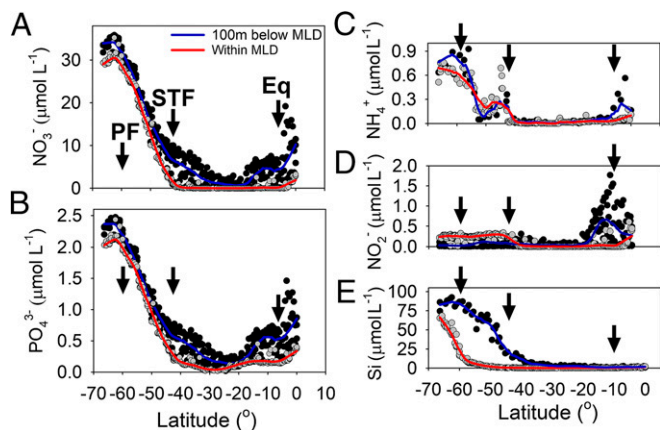 A
100m below MLD
Within MLD
NO₃⁻ (μmol L⁻¹)
30
20
10
0
PF
STF
Eq
B
PO₄³⁻ (μmol L⁻¹)
2.5
2.0
1.5
1.0
0.5
0.0
-70 -60 -50 -40 -30 -20 -10 0 10
Latitude (°)
C
NH₄⁺ (μmol L⁻¹)
0.9
0.6
0.3
0.0
D
NO₂⁻ (μmol L⁻¹)
2.0
1.5
1.0
0.5
0.0
E
Si (μmol L⁻¹)
100
75
50
25
0
-70 -60 -50 -40 -30 -20 -10 0
Latitude (°)